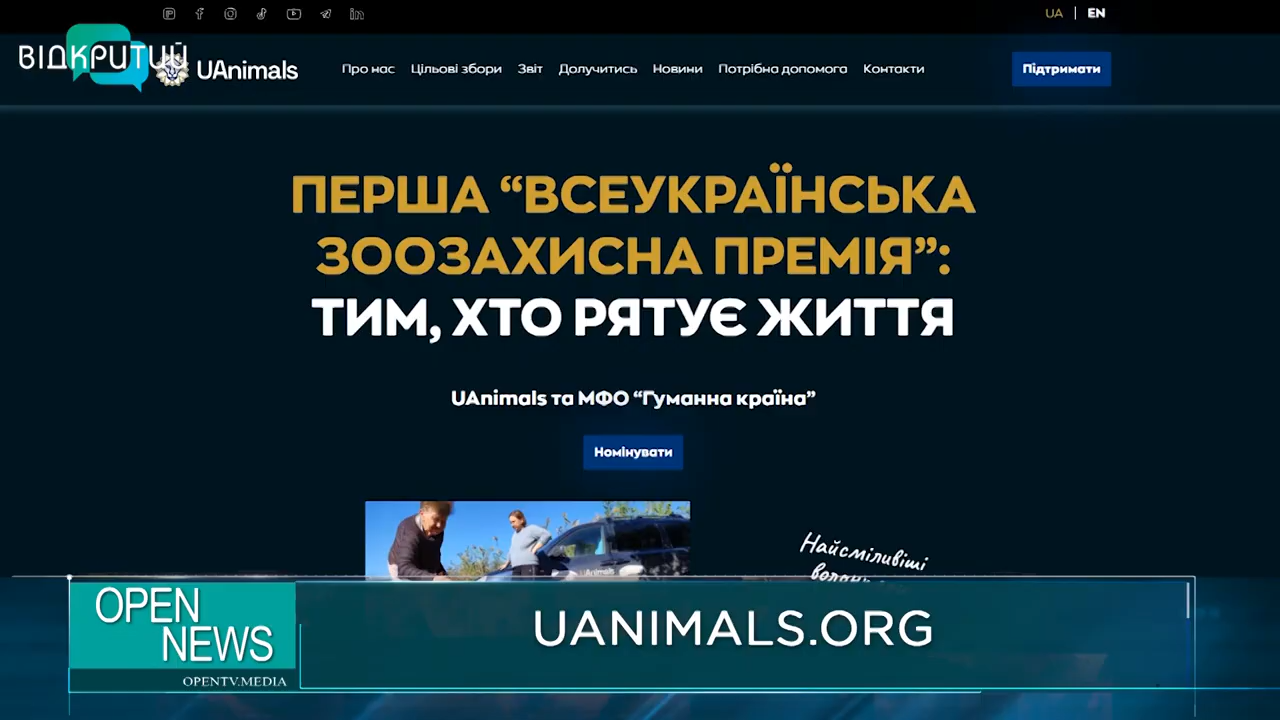 UA | EN
ВІДКРИТИЙ
UAnimals
Про нас Цільові збори Звіт Долучитись Новини Потрібна допомога Контакти
Підтримати
ПЕРША “ВСЕУКРАЇНСЬКА
ЗООЗАХИСНА ПРЕМІЯ”:
ТИМ, ХТО РЯТУЄ ЖИТТЯ
UAnimals та МФО “Гуманна країна”
Номінувати
Найсміливіші
UAnimals
OPEN
NEWS
OPENTV.MEDIA
UANIMALS.ORG